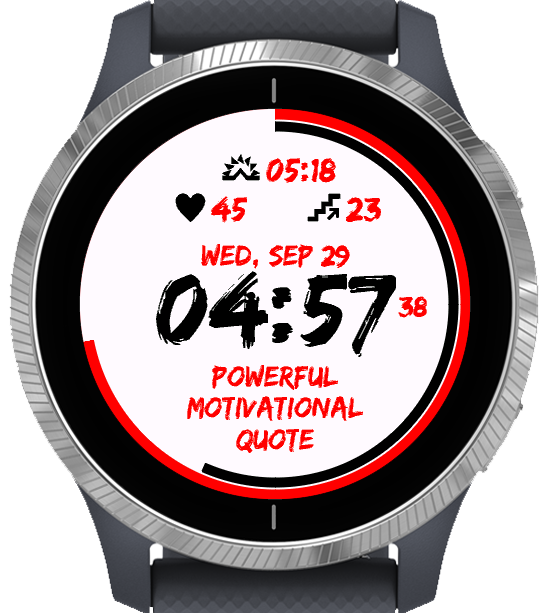 05:18
45 23
WED, SEP 29
04:57 38
POWERFUL
MOTIVATIONAL
QUOTE